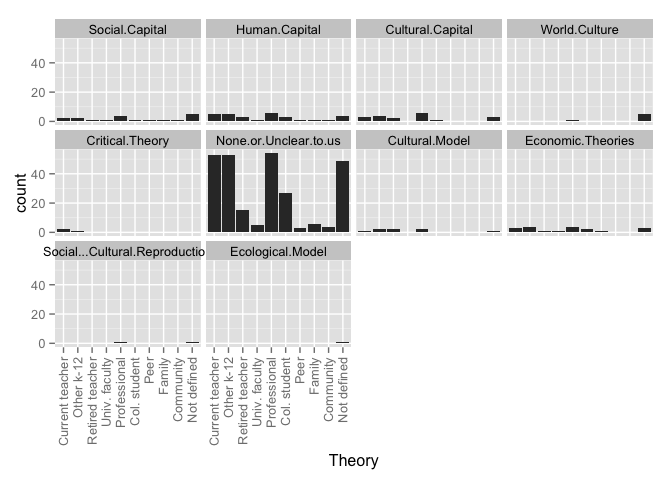 Social.Capital
Human.Capital
Cultural.Capital
World.Culture
40
20
0
Critical.Theory
None.or.Unclear.to.us
Cultural.Model
Economic.Theories
40
20
0
Social...Cultural.Reproductio
Ecological.Model
40
20
0
count
Current teacher
Other k-12
Retired teacher
Univ. faculty
Professional
Col. student
Peer
Family
Community
Not defined
Current teacher
Other k-12
Retired teacher
Univ. faculty
Professional
Col. student
Peer
Family
Community
Not defined
Theory